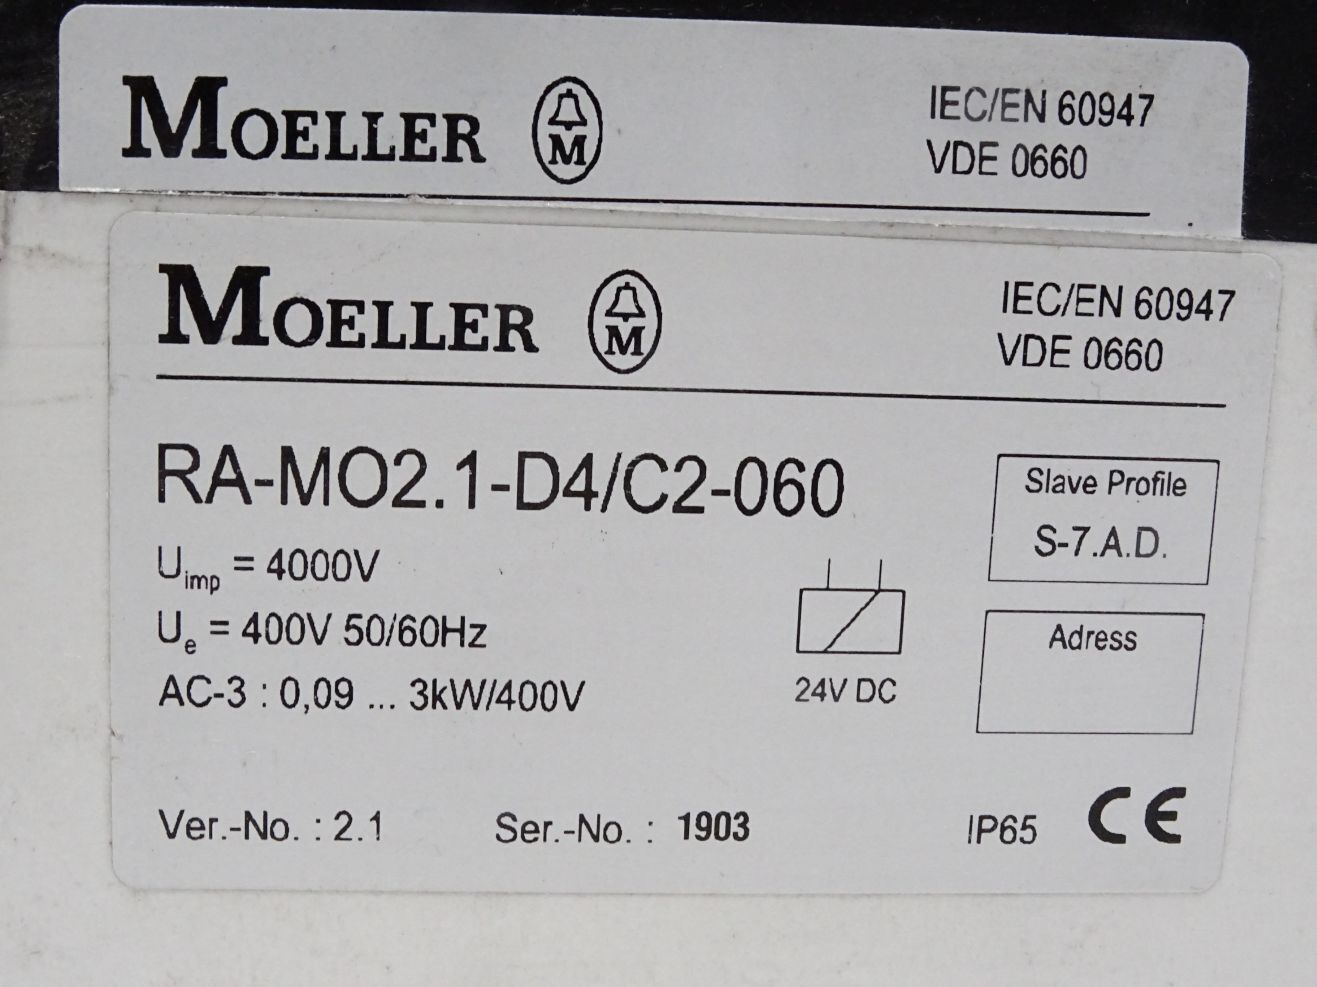 MOELLER
M
IEC/EN 60947
VDE 0660
MOELLER
M
IEC/EN 60947
VDE 0660
RA-MO2.1-D4/C2-060
Slave Profile
S-7.A.D.
Uimp = 4000V
Ue = 400V 50/60Hz
AC-3 : 0,09 ... 3kW/400V
24V DC
Adress
Ver.-No. : 2.1
Ser.-No. : 1903
IP65 CE